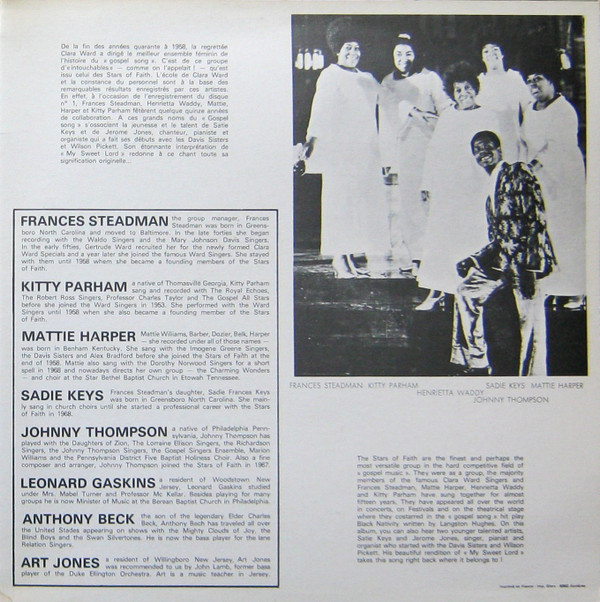 De la fin des années quarante à 1958, la regrettée
Clara Ward a dirigé le meilleur ensemble féminin de
l'histoire du « gospel song ». C'est de ce groupe
d'« intouchables » — comme on l'appelait — qu'est
issu celui des Stars of Faith. L'école de Clara Ward
et la constance du personnel sont à la base des
remarquables résultats enregistrés par ces artistes.
En effet, à l'occasion de l'enregistrement du disque
n° 1, Frances Steadman, Henrietta Waddy, Mattie
Harper et Kitty Parham fêtèrent quelque quinze années
de collaboration. A ces grands noms du « Gospel
song » s'associent la jeunesse et le talent de Satie
Keys et de Jerome Jones, chanteur, pianiste et
organiste qui a fait ses débuts avec les Davis Sisters
et Wilson Pickett. Son étonnante interprétation de
« My Sweet Lord » redonne à ce chant toute sa
signification originelle...
FRANCES STEADMAN the group manager, Frances
Steadman was born in Greens-
boro North Carolina and moved to Baltimore. In the late forties she began
recording with the Waldo Singers and the Mary Johnson Davis Singers.
In the early fifties, Gertrude Ward recruited her for the newly formed Clara
Ward Specials and a year later she joined the famous Ward Singers. She stayed
with them until 1958 whem she became a founding members of the Stars
of Faith.
KITTY PARHAM a native of Thomasville Georgia, Kitty Parham
sang and recorded with The Royal Echoes,
The Robert Ross Singers, Professor Charles Taylor and The Gospel All Stars
before she joined the Ward Singers in 1953. She performed with the Ward
Singers until 1958 when she also became a founding member of the Stars
of Faith.
MATTIE HARPER Mattie Williams, Barber, Dozier, Belk, Harper
— she recorded under all of those names —
was born in Benham Kentucky. She sang with the Imogene Greene Singers,
the Davis Sisters and Alex Bradford before she joined the Stars of Faith at the
end of 1958. Mattie also sang with the Dorothy Norwood Singers for a short
spell in 1968 and nowadays directs her own group — the Charming Wonders
— and choir at the Star Bethel Baptist Church in Etowah Tennessee.
SADIE KEYS Frances Steadman's daughter, Sadie Frances Keys
was born in Greensboro North Carolina. She main-
ly sang in church choirs until she started a professional career with the Stars
of Faith in 1968.
JOHNNY THOMPSON a native of Philadelphia Penn-
sylvania, Johnny Thompson has
played with the Daughters of Zion, The Lorraine Ellison Singers, the Richardson
Singers, the Johnny Thompson Singers, the Gospel Singers Ensemble, Marion
Williams and the Pennsylvania District Five Baptist Holiness Choir. Also a fine
composer and arranger, Johnny Thompson joined the Stars of Faith in 1967.
LEONARD GASKINS a resident of Woodstown New
Jersey, Leonard Gaskins studied
under Mrs. Mabel Turner and Professor Mc Kellar. Besides playing for many
groups he is now Minister of Music at the Berean Baptist Church in Philadelphia.
ANTHONY BECK the son of the legendary Elder Charles
Beck, Anthony Bech has traveled all over
the United Stades appearing on shows with the Mighty Clouds of Joy, the
Blind Boys and the Swan Silvertones. He is now the bass player for the lene
Relation Singers.
ART JONES a resident of Willingboro New Jersey, Art Jones
was recommended to us by John Lamb, former bass
player of the Duke Ellington Orchestra. Art is a music teacher in Jersey.
FRANCES STEADMAN KITTY PARHAM SADIE KEYS MATTIE HARPER
HENRIETTA WADDY
JOHNNY THOMPSON
The Stars of Faith are the finest and perhaps the
most versatile group in the hard competitive field of
« gospel music ». They were as a group, the majority
members of the famous Clara Ward Singers and
Frances Steadman, Mattie Harper, Henrietta Waddy
and Kitty Parham have sung together for almost
fifteen years. They have appeared all over the world
in concerts, on Festivals and on the theatrical stage
where they costarred in the « gospel song » hit play
Black Nativity written by Langston Hughes. On this
album, you can also hear two younger talented artists,
Satie Keys and Jerome Jones, singer, pianist and
organist who started with the Davis Sisters and Wilson
Pickett. His beautiful rendition of « My Sweet Lord »
takes this song right back where it belongs to !